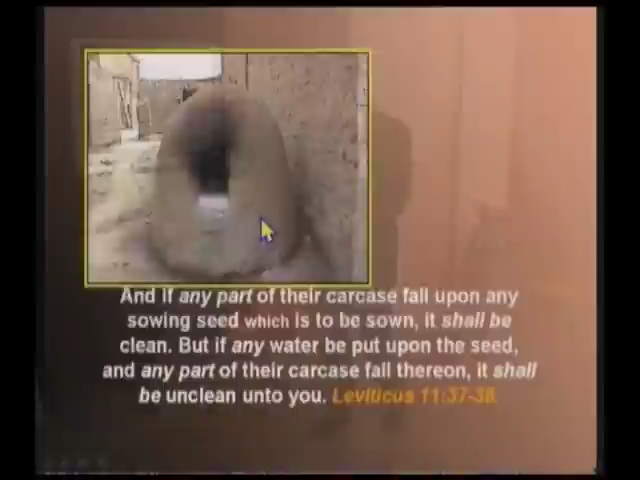 And if any part of their carcase fall upon any
sowing seed which is to be sown, it shall be
clean. But if any water be put upon the seed,
and any part of their carcase fall thereon, it shall
be unclean unto you. Leviticus 11:37-38